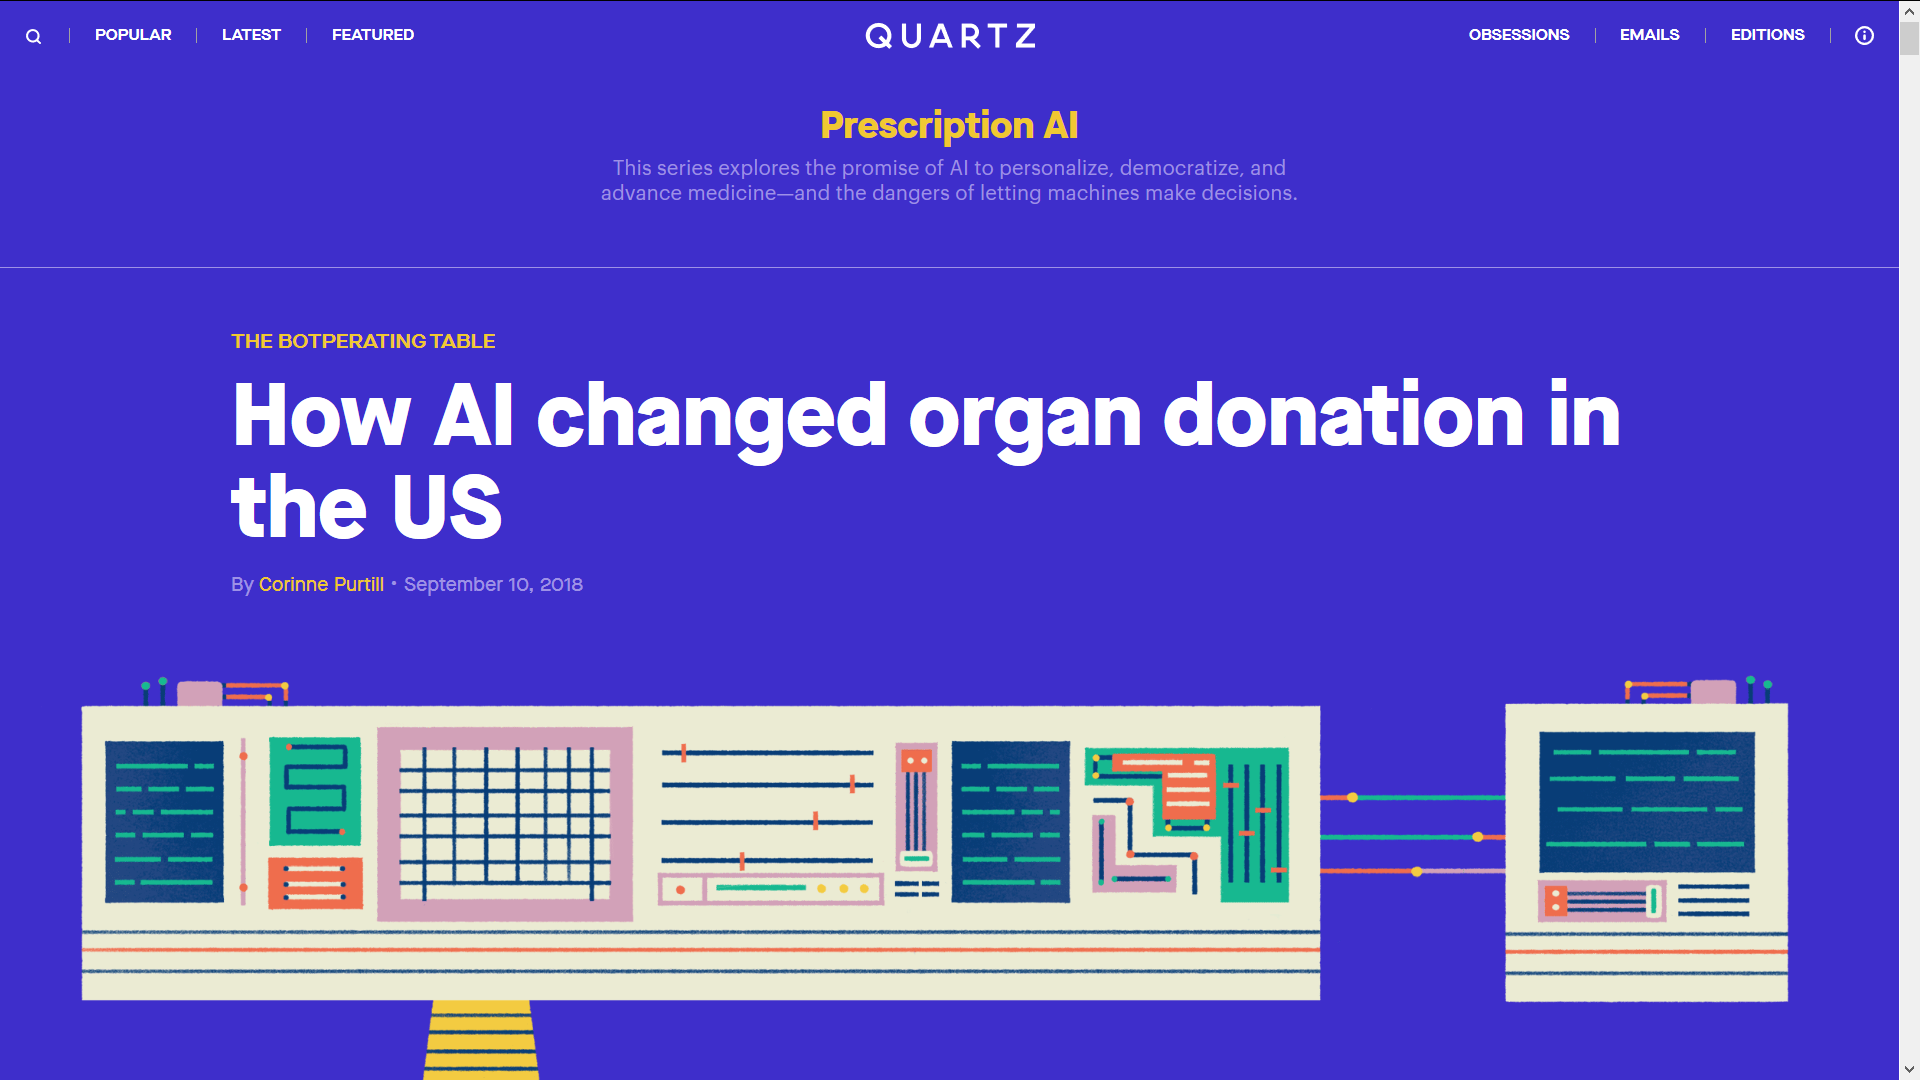 POPULAR
LATEST
FEATURED
QUARTZ
OBSESSIONS
EMAILS
EDITIONS
Prescription AI
This series explores the promise of AI to personalize, democratize, and
advance medicine—and the dangers of letting machines make decisions.
THE BOTPERATING TABLE
How AI changed organ donation in
the US
By Corinne Purtill • September 10, 2018